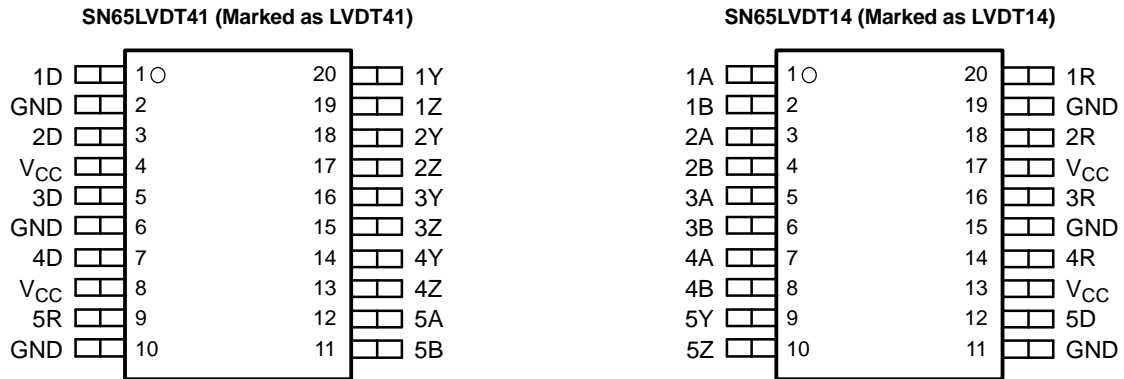 SN65LVDT41 (Marked as LVDT41)
1D 1 20 1Y
GND 2 19 1Z
2D 3 18 2Y
VCC 4 17 2Z
3D 5 16 3Y
GND 6 15 3Z
4D 7 14 4Y
VCC 8 13 4Z
5R 9 12 5A
GND 10 11 5B
SN65LVDT14 (Marked as LVDT14)
1A 1 20 1R
1B 2 19 GND
2A 3 18 2R
2B 4 17 VCC
3A 5 16 3R
3B 6 15 GND
4A 7 14 4R
4B 8 13 VCC
5Y 9 12 5D
5Z 10 11 GND